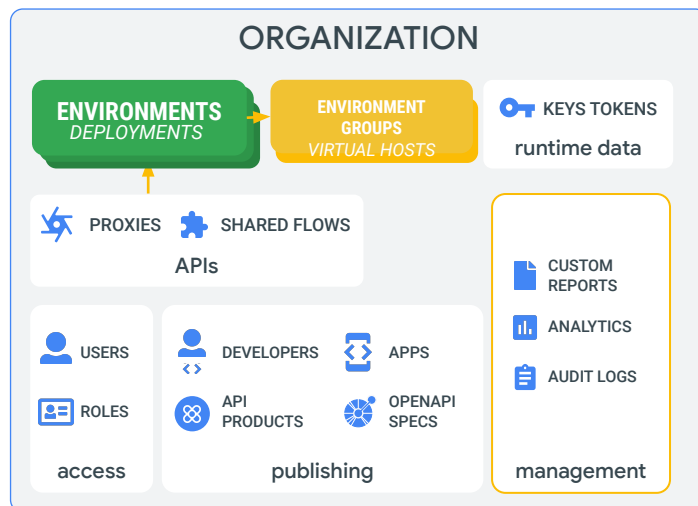 ORGANIZATION
ENVIRONMENTS
DEPLOYMENTS
ENVIRONMENT
GROUPS
VIRTUAL HOSTS
KEYS TOKENS
runtime data
PROXIES
SHARED FLOWS
APIs
USERS
ROLES
access
DEVELOPERS
APPS
API
PRODUCTS
OPENAPI
SPECS
publishing
CUSTOM
REPORTS
ANALYTICS
AUDIT LOGS
management